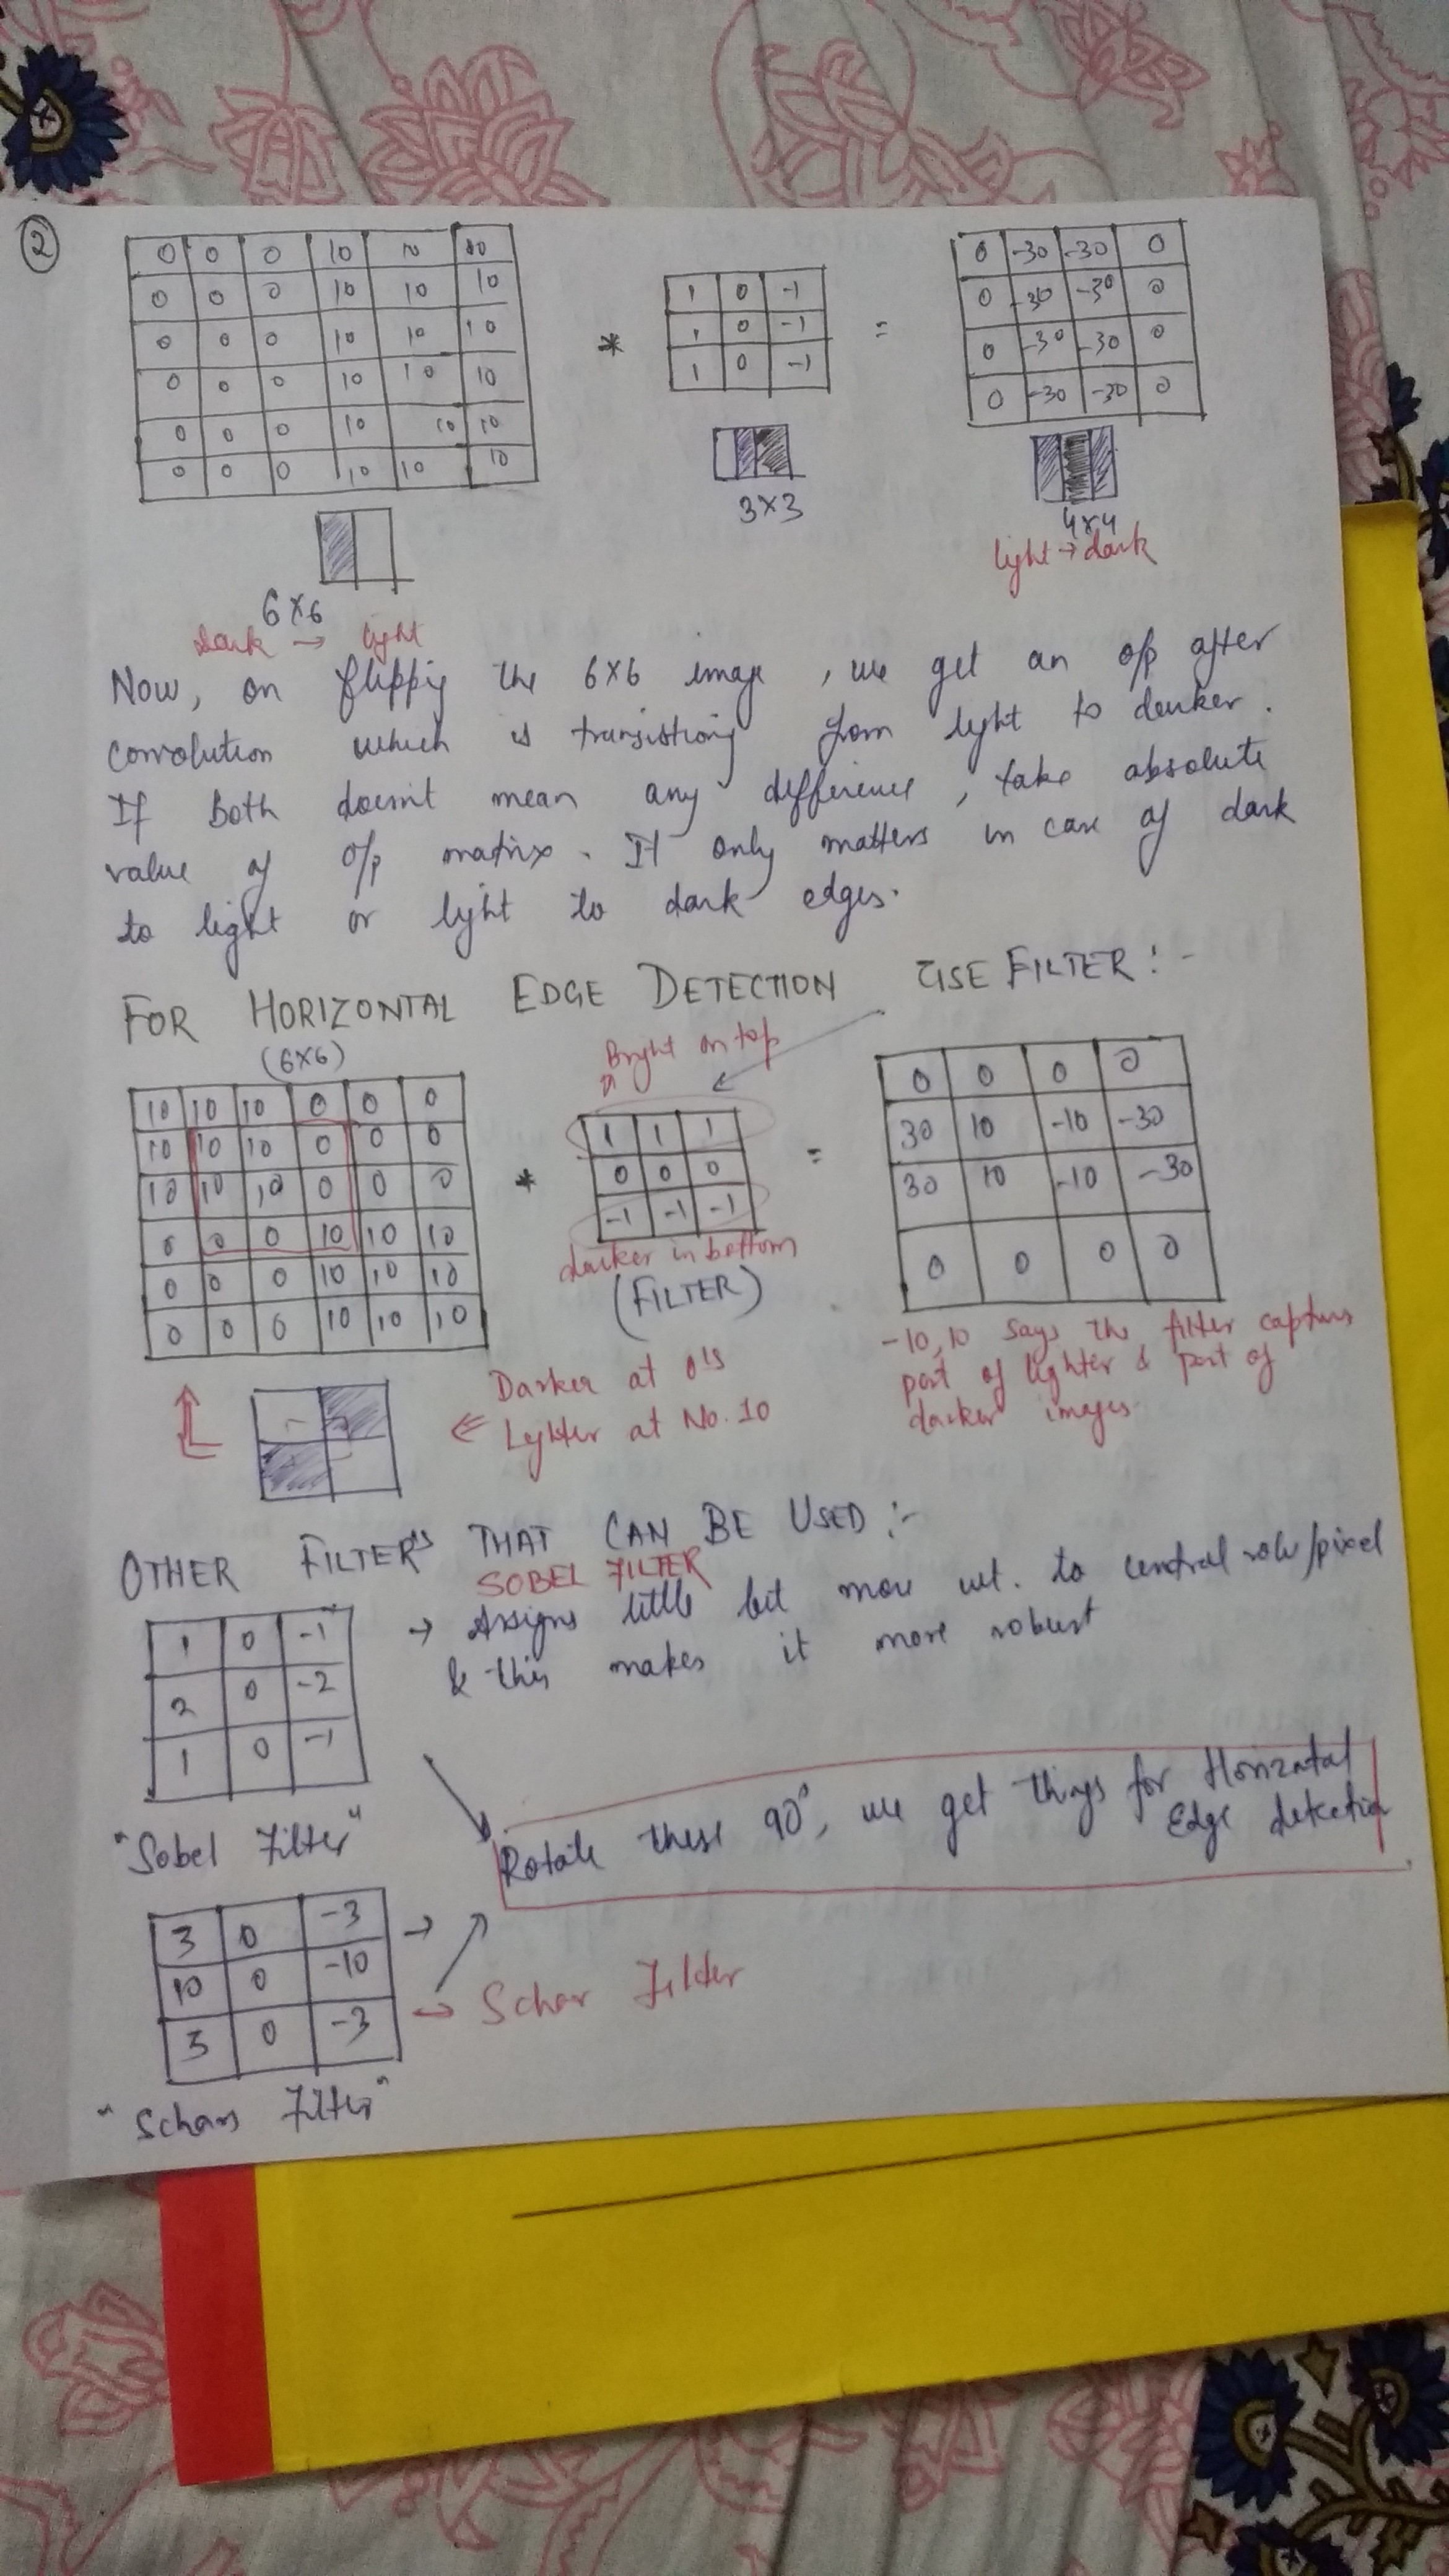 2
0 0 0 10 10 10
0 0 0 10 10 10
0 0 0 10 10 10
0 0 0 10 10 10
0 0 0 10 10 10
0 0 0 10 10 10
*
1 0 -1
1 0 -1
1 0 -1
=
0 -30 -30 0
0 -30 -30 0
0 -30 -30 0
0 -30 -30 0
6x6
dark → light
3x3
4x4
light → dark
Now, on flipping the 6x6 image, we get an o/p after
convolution which is transistiong from light to darker.
If both doesn't mean any difference, take absolute
value of o/p matrix. It only matters in case of dark
to light or light to dark edges.
FOR HORIZONTAL EDGE DETECTION USE FILTER :-
(6x6)
10 10 10 0 0 0
10 10 10 0 0 0
10 10 10 0 0 0
0 0 0 10 10 10
0 0 0 10 10 10
0 0 0 10 10 10
*
Bright on top
1 1 1
0 0 0
-1 -1 -1
darker in bottom
(FILTER)
=
0 0 0 0
30 10 -10 -30
30 10 -10 -30
0 0 0 0
-10, 10 says the filter capturs
part of lighter & part of
darker images
Darker at 0's
Lighter at No. 10
OTHER FILTER'S THAT CAN BE USED :-
SOBEL FILTER
1 0 -1
2 0 -2
1 0 -1
"Sobel Filter"
→ Assigns little bit more wt. to central row/pixel
& this makes it more robust
Rotate these 90°, we get things for Horizntal
Edge detection
3 0 -3
10 0 -10
3 0 -3
→ Schar Filder
"Schars Filter"